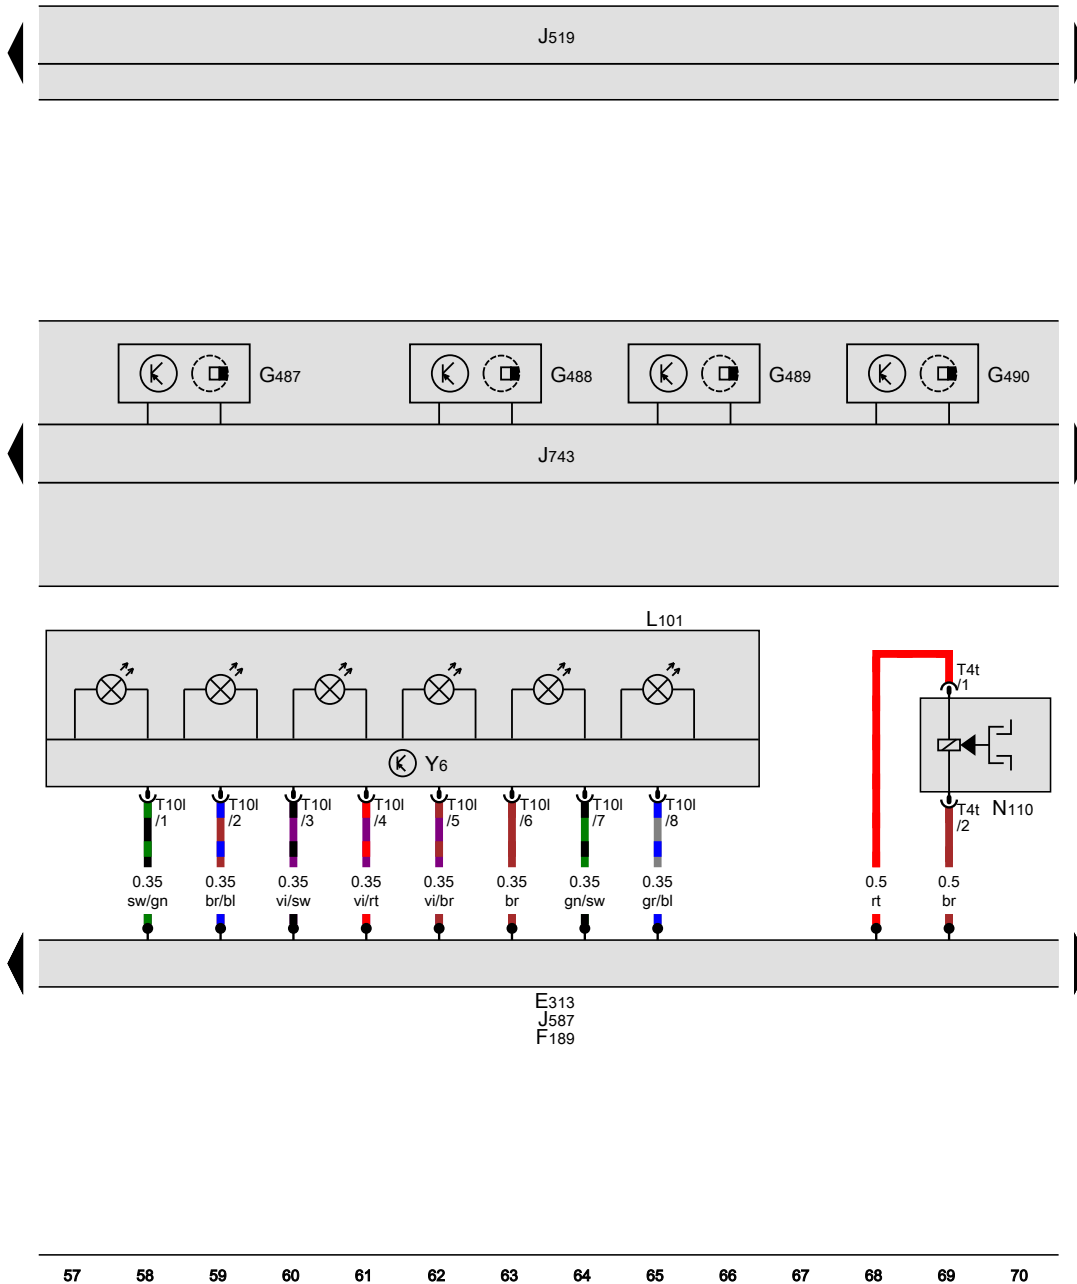 J519
G487 G488 G489 G490
J743
L101
Y6
T4t
/1
T10l T10l T10l T10l T10l T10l T10l T10l
/1 /2 /3 /4 /5 /6 /7 /8
T4t
/2
N110
0.35 0.35 0.35 0.35 0.35 0.35 0.35 0.35 0.5 0.5
sw/gn br/bl vi/sw vi/rt vi/br br gn/sw gr/bl rt br
E313
J587
F189
57 58 59 60 61 62 63 64 65 66 67 68 69 70